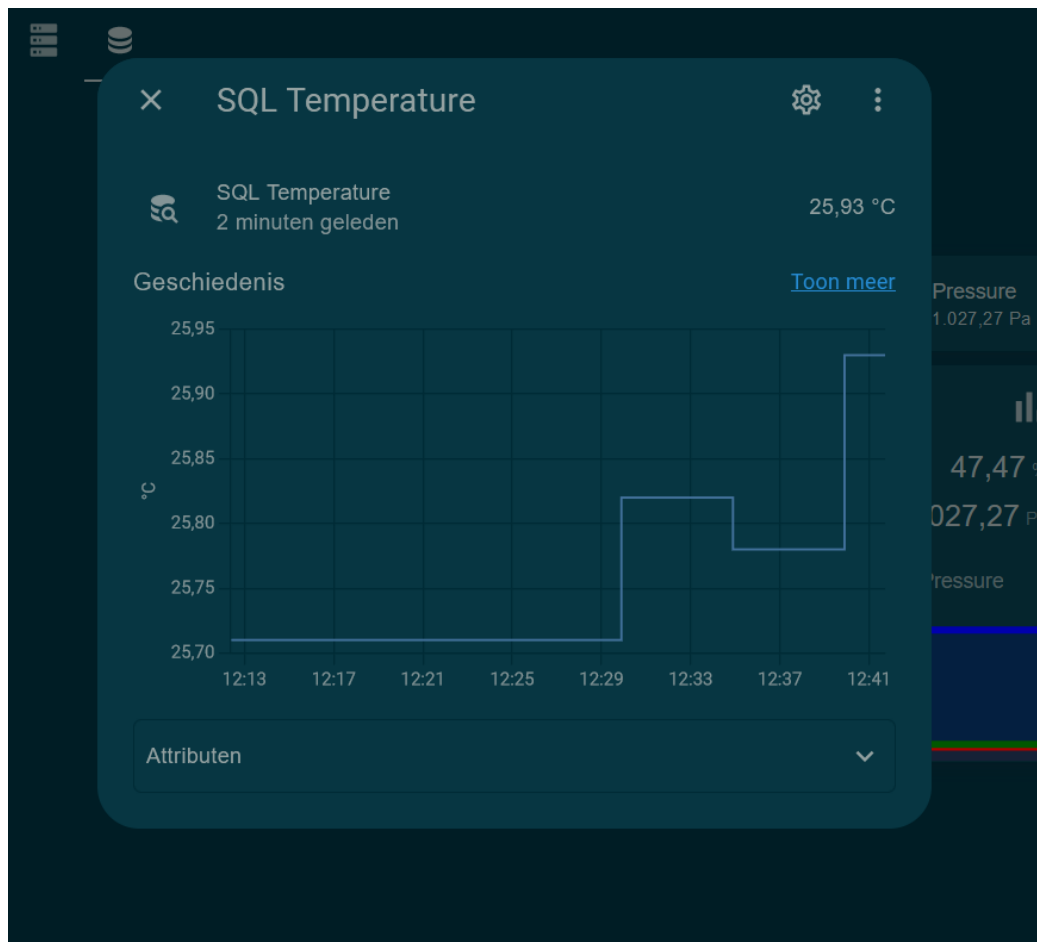 SQL Temperature
SQL Temperature
2 minuten geleden
25,93 °C
Geschiedenis
Toon meer
25,95
25,90
25,85
25,80
25,75
25,70
°C
12:13 12:17 12:21 12:25 12:29 12:33 12:37 12:41
Attributen
Pressure
1.027,27 Pa
47,47
027,27 P
Pressure